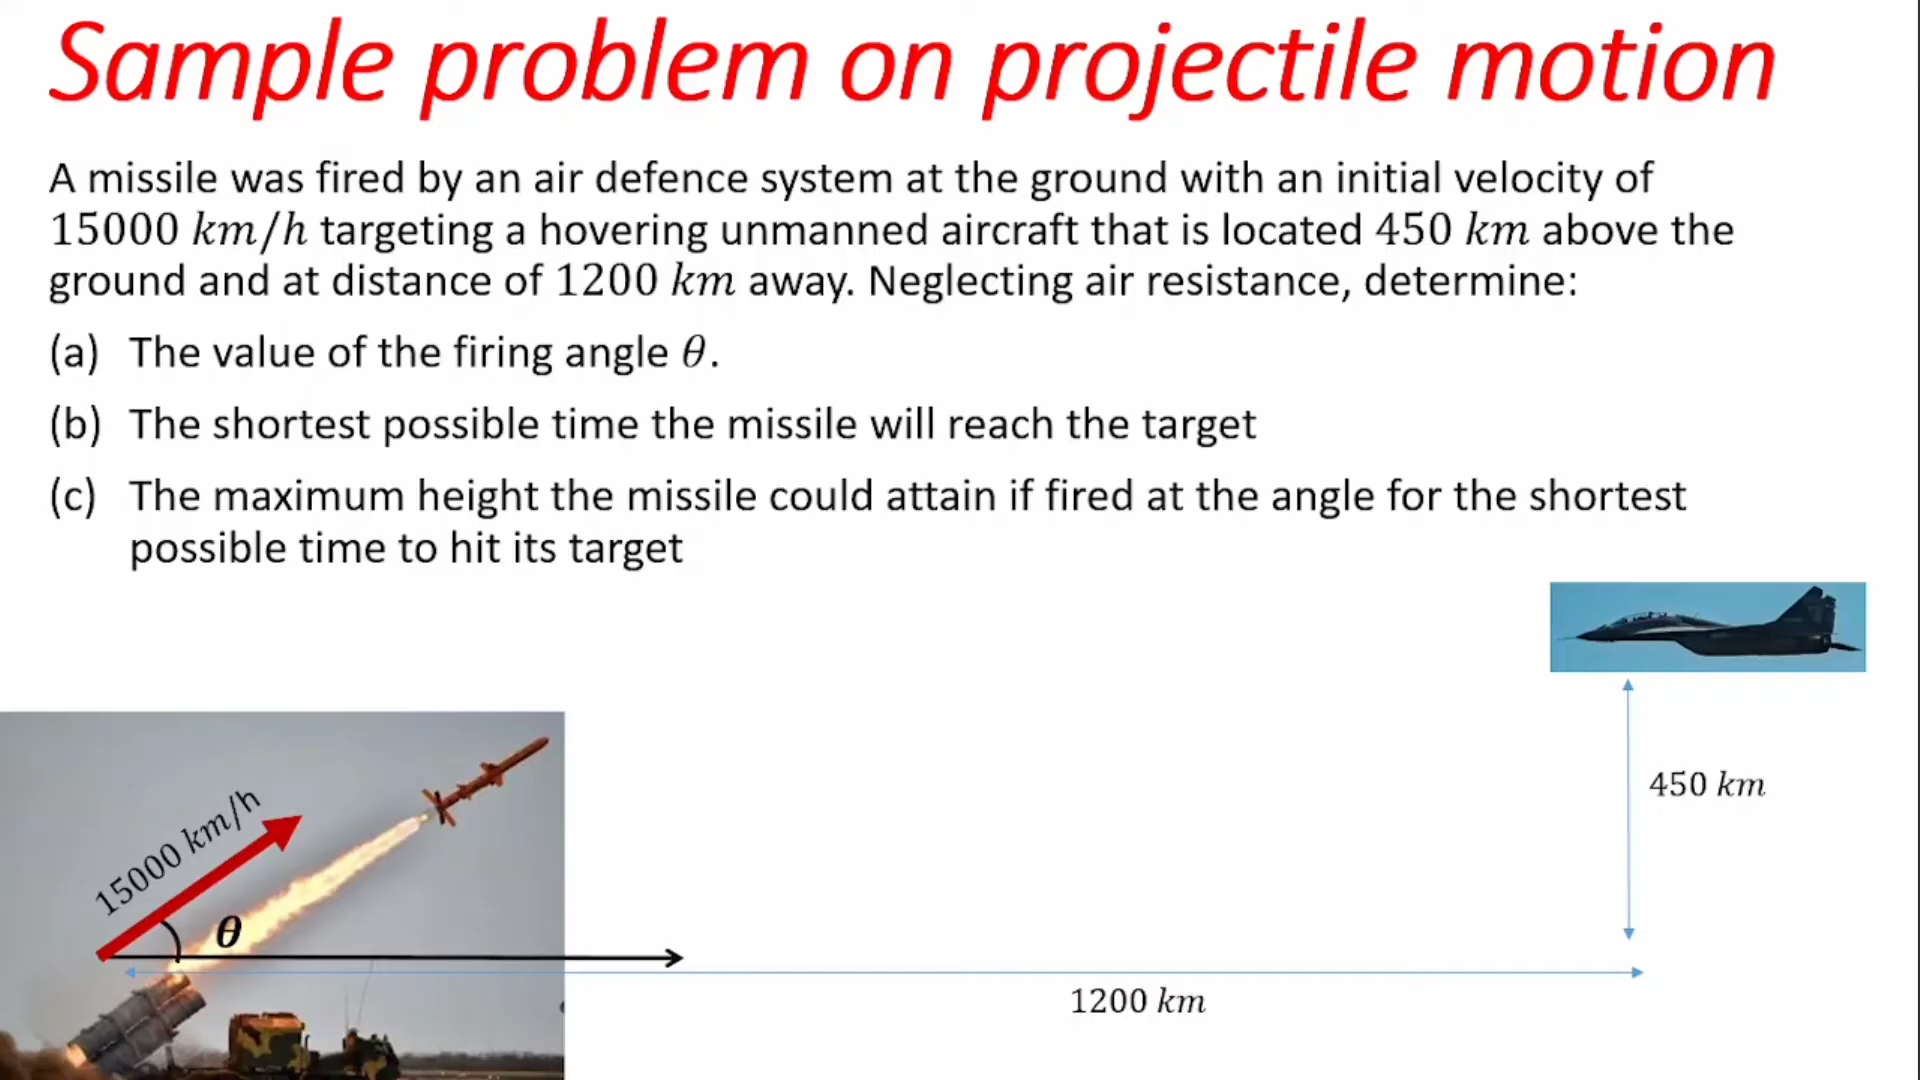 Sample problem on projectile motion
A missile was fired by an air defence system at the ground with an initial velocity of
15000 km/h targeting a hovering unmanned aircraft that is located 450 km above the
ground and at distance of 1200 km away. Neglecting air resistance, determine:
(a) The value of the firing angle θ.
(b) The shortest possible time the missile will reach the target
(c) The maximum height the missile could attain if fired at the angle for the shortest
possible time to hit its target
450 km
15000 km/h
θ
1200 km